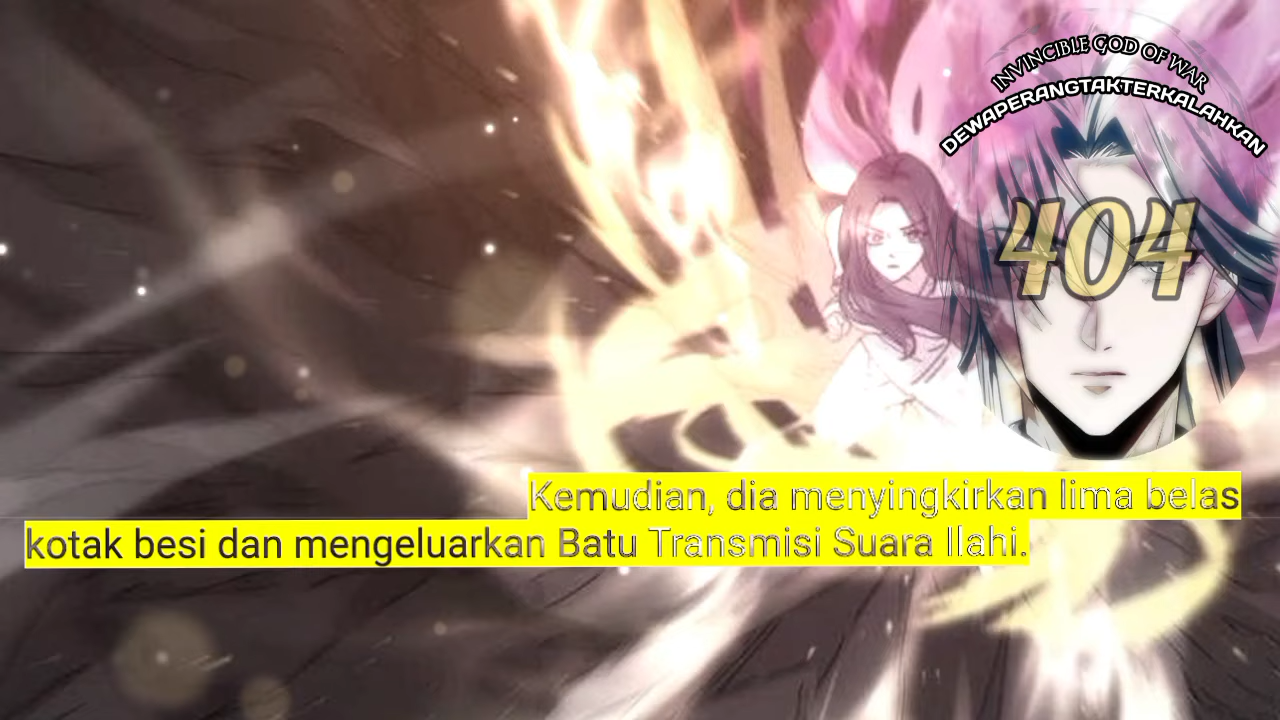 INVINCIBLE GOD OF WAR
DEWAPERANGTAKTERKALAHKAN
404
Kemudian, dia menyingkirkan lima belas
kotak besi dan mengeluarkan Batu Transmisi Suara Ilahi.